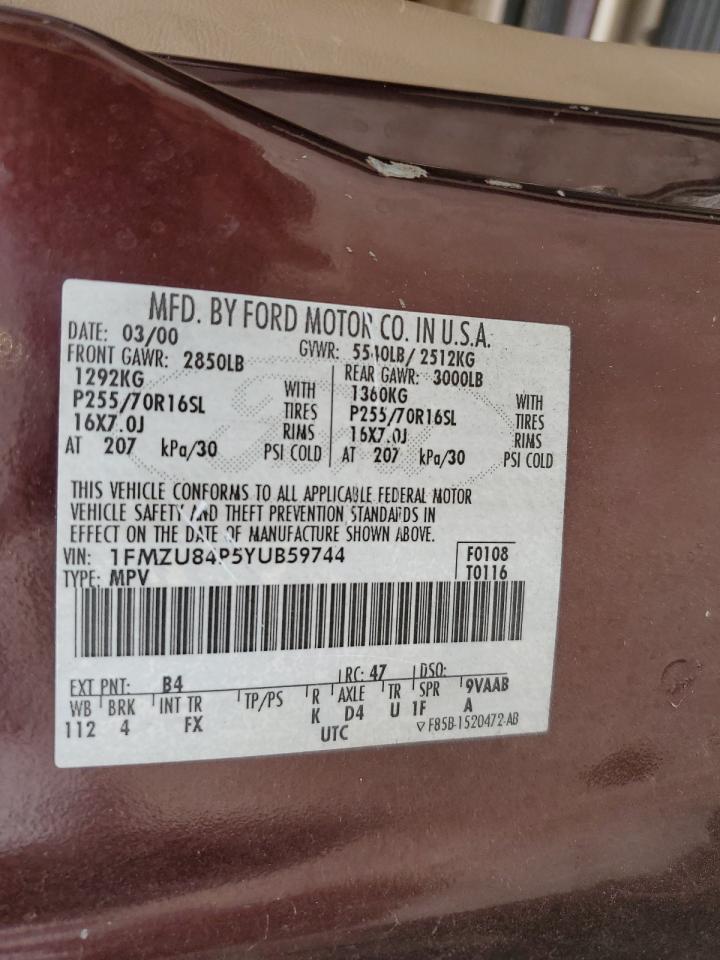 MFD. BY FORD MOTOR CO. IN U.S.A.
DATE: 03/00 GVWR: 5540LB/ 2512KG
FRONT GAWR: 2850LB REAR GAWR: 3000LB
1292KG WITH 1360KG WITH
P255/70R16SL TIRES P255/70R16SL TIRES
16X7.0J RIMS 16X7.0J RIMS
AT 207 kPa/30 PSI COLD AT 207 kPa/30 PSI COLD
THIS VEHICLE CONFORMS TO ALL APPLICABLE FEDERAL MOTOR
VEHICLE SAFETY AND THEFT PREVENTION STANDARDS IN
EFFECT ON THE DATE OF MANUFACTURE SHOWN ABOVE.
VIN: 1FMZU84P5YUB59744 F0108
TYPE: MPV T0116
EXT PNT: B4 RC: 47 DSO:
WB BRK INT TR TP/PS R AXLE TR SPR 9VAAB
112 4 FX K D4 U 1F A
UTC ▽ F85B-1520472-AB